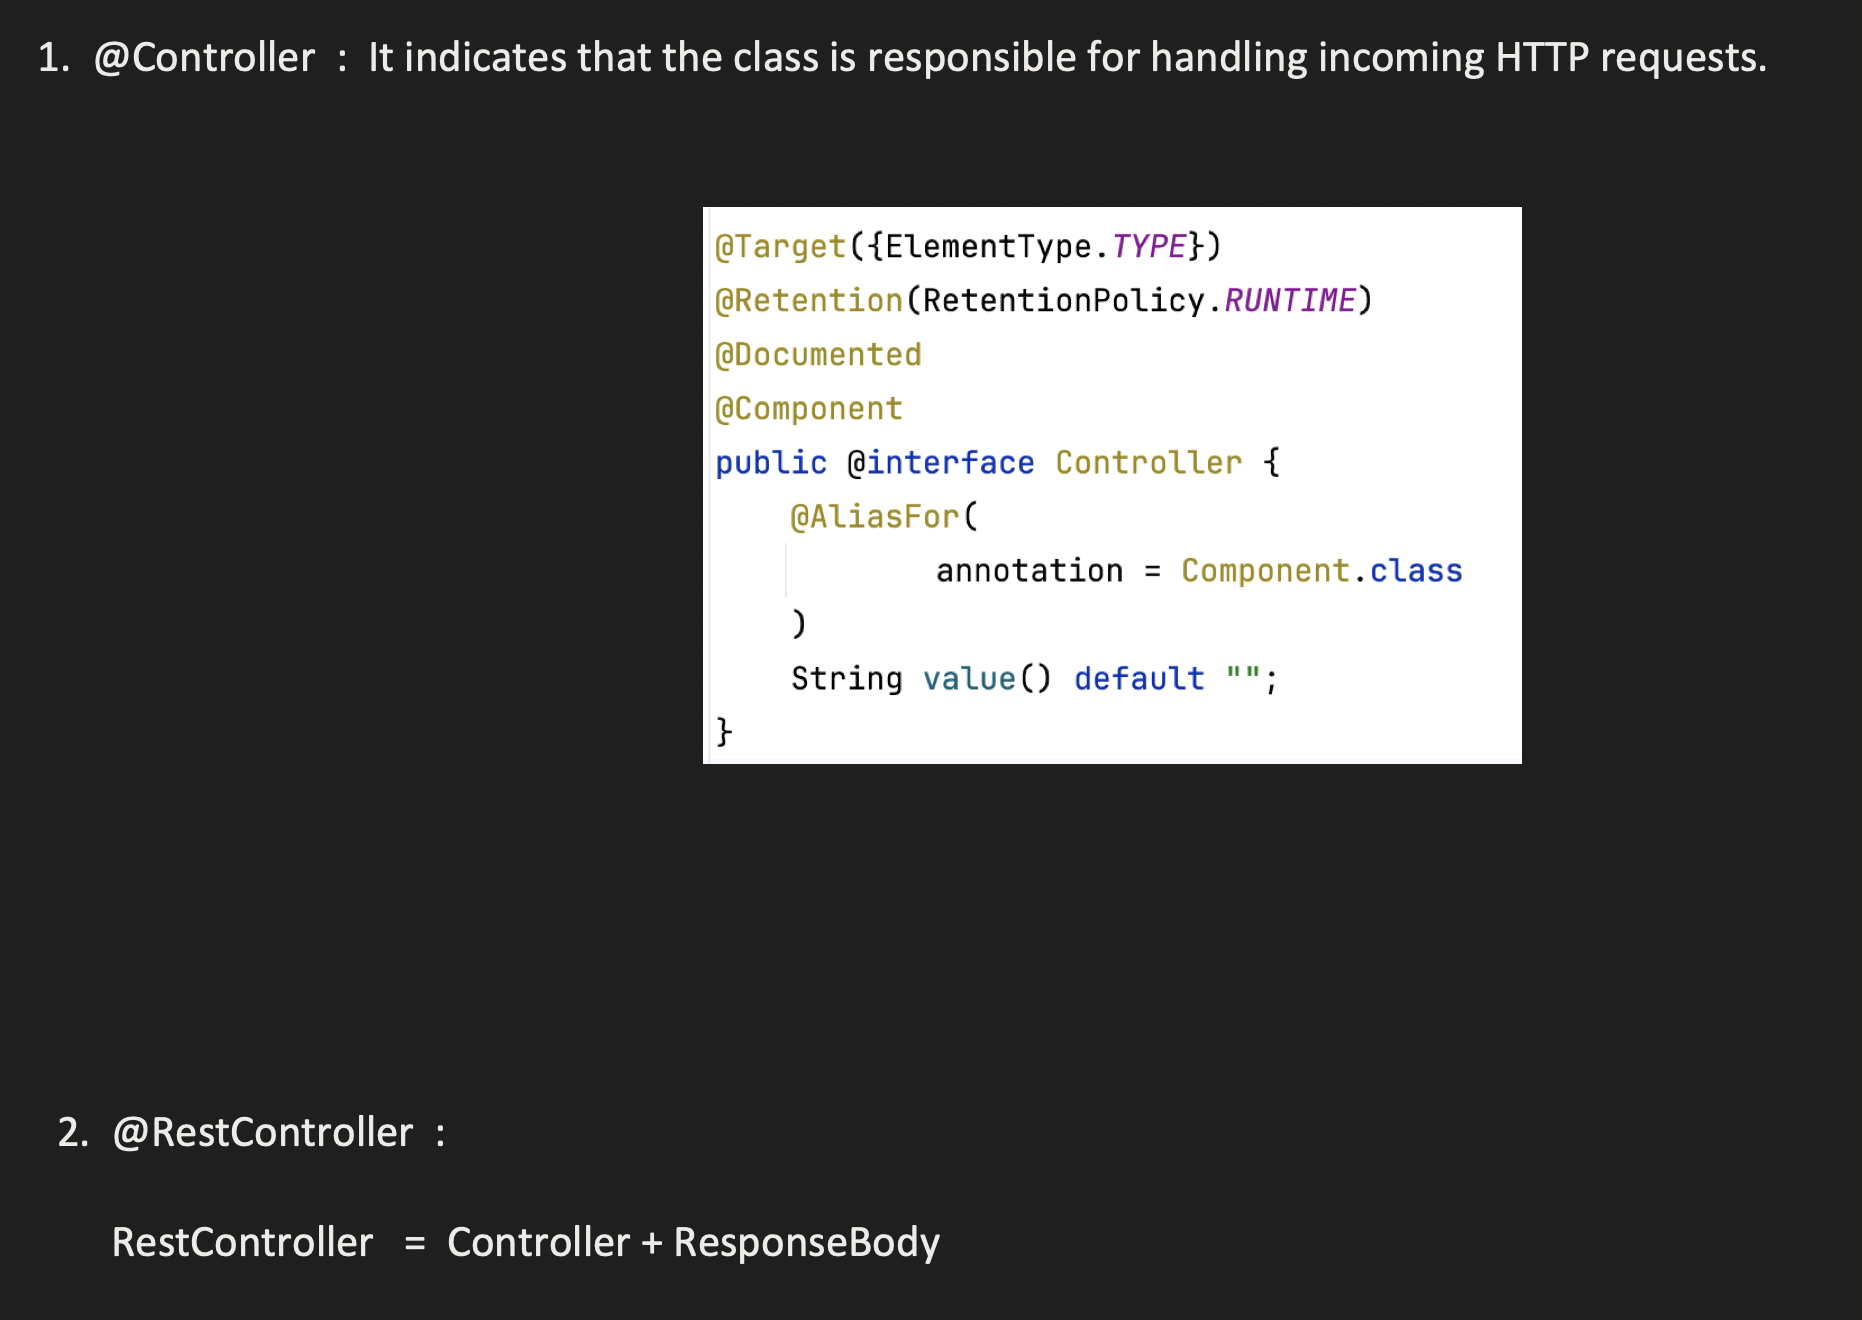 1. @Controller : It indicates that the class is responsible for handling incoming HTTP requests.
@Target({ElementType.TYPE})
@Retention(RetentionPolicy.RUNTIME)
@Documented
@Component
public @interface Controller {
    @AliasFor(
            annotation = Component.class
    )
    String value() default "";
}
2. @RestController :
RestController = Controller + ResponseBody